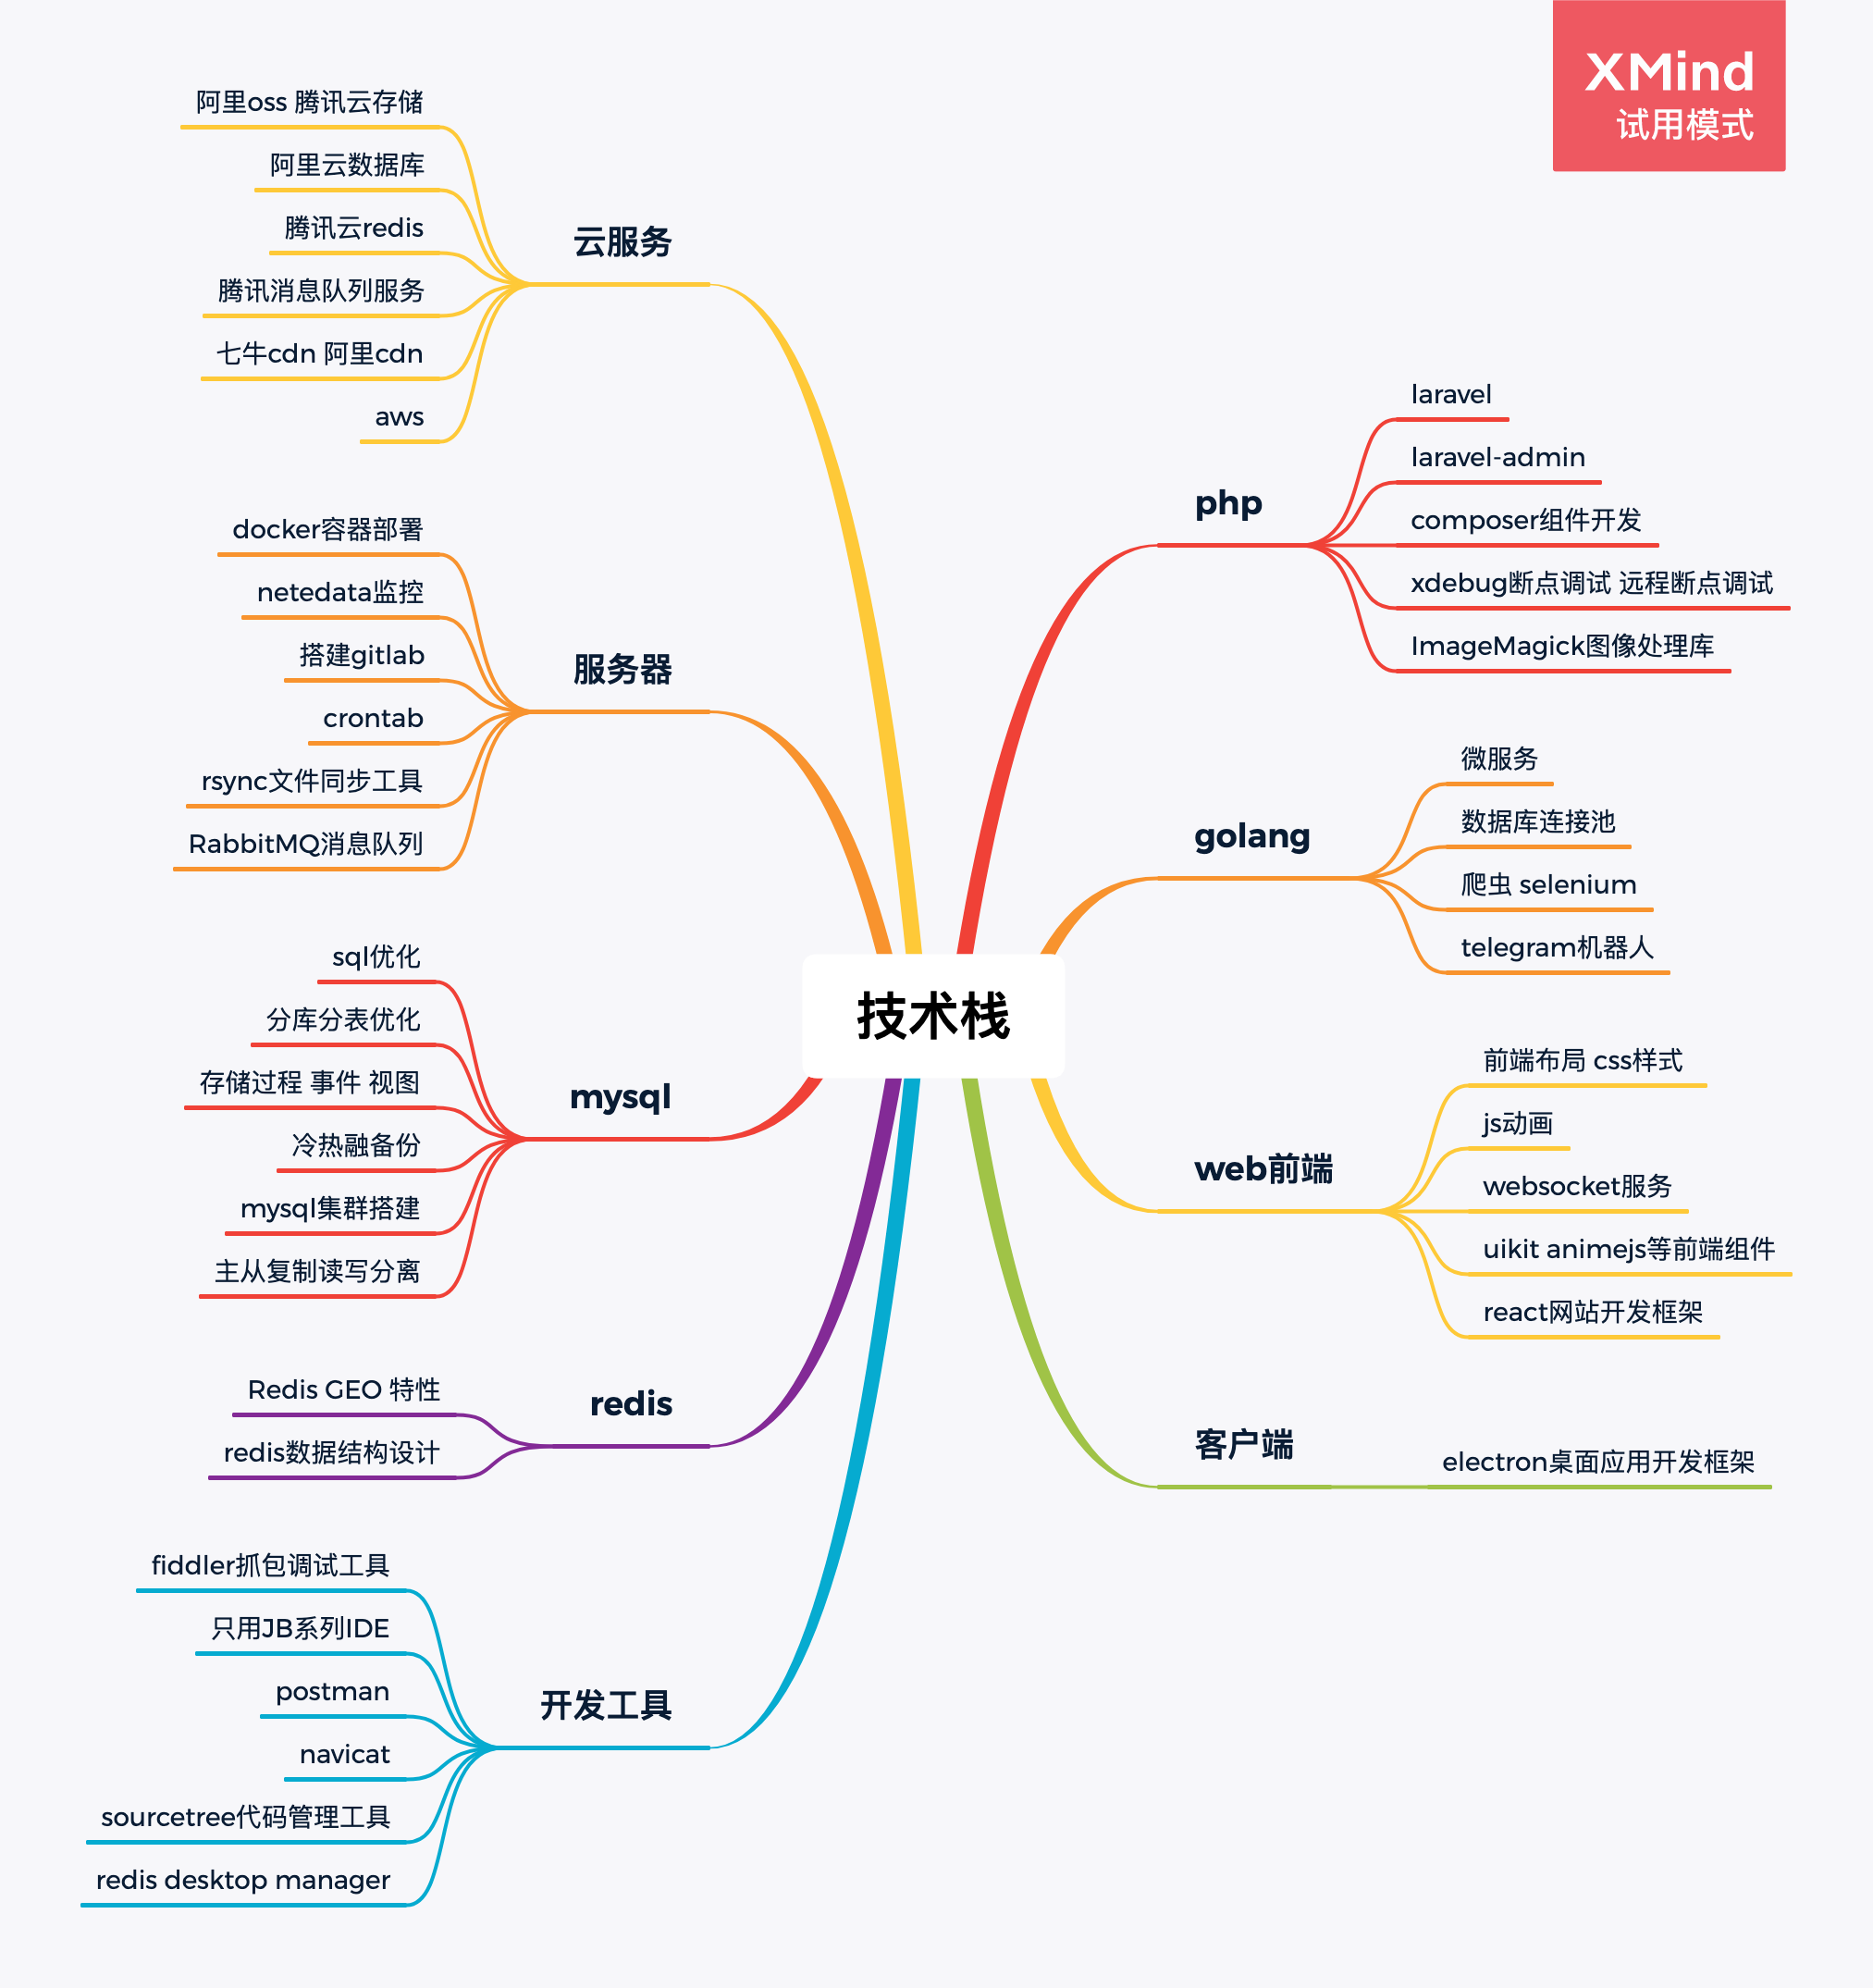 XMind
试用模式
技术栈
php
laravel
laravel-admin
composer组件开发
xdebug断点调试 远程断点调试
ImageMagick图像处理库
golang
微服务
数据库连接池
爬虫 selenium
telegram机器人
web前端
前端布局 css样式
js动画
websocket服务
uikit animejs等前端组件
react网站开发框架
客户端
electron桌面应用开发框架
云服务
阿里oss 腾讯云存储
阿里云数据库
腾讯云redis
腾讯消息队列服务
七牛cdn 阿里cdn
aws
服务器
docker容器部署
netedata监控
搭建gitlab
crontab
rsync文件同步工具
RabbitMQ消息队列
mysql
sql优化
分库分表优化
存储过程 事件 视图
冷热融备份
mysql集群搭建
主从复制读写分离
redis
Redis GEO 特性
redis数据结构设计
开发工具
fiddler抓包调试工具
只用JB系列IDE
postman
navicat
sourcetree代码管理工具
redis desktop manager